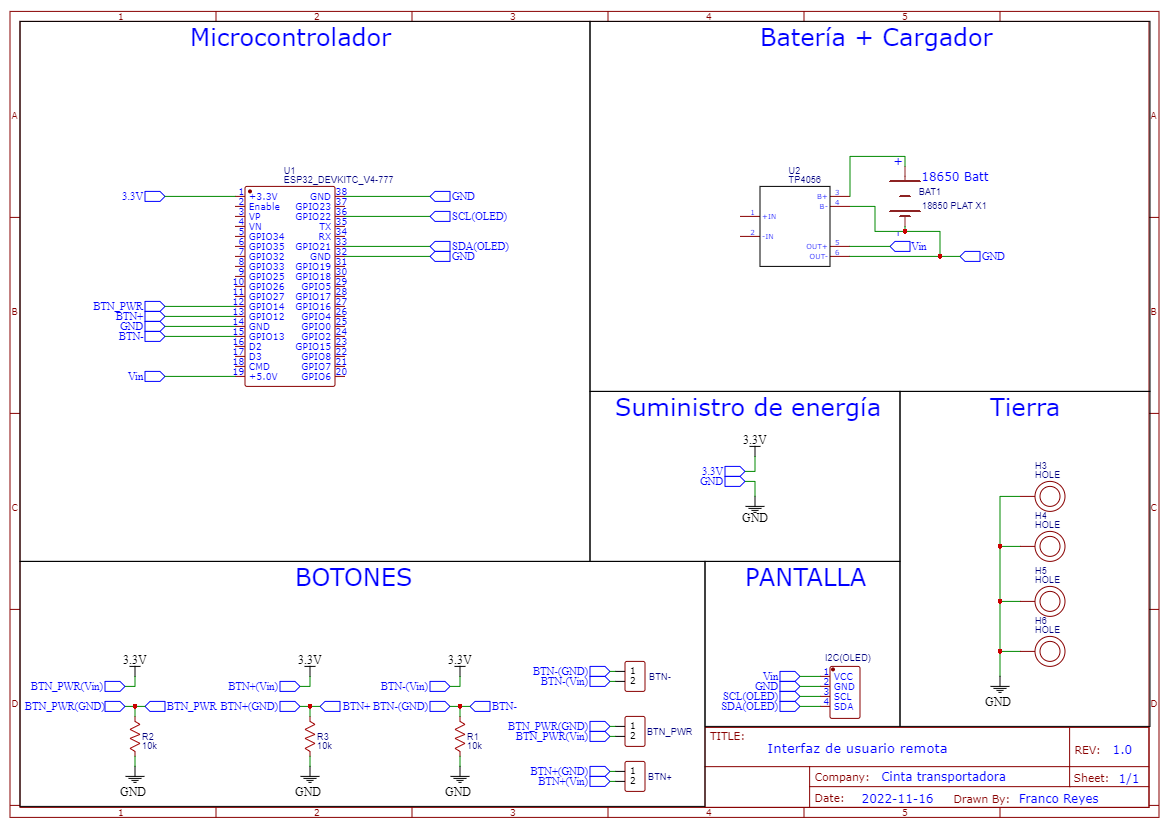 1 2 3 4 5
Microcontrolador
Batería + Cargador
A
A
U1
ESP32_DEVKITC_V4-777
3.3V
1 +3.3V
2 Enable
3 VP
4 VN
5 GPIO34
6 GPIO35
7 GPIO32
8 GPIO33
9 GPIO25
10 GPIO26
11 GPIO27
BTN_PWR 12 GPIO14
BTN+ 13 GPIO12
GND 14 GND
BTN- 15 GPIO13
16 D2
17 D3
18 CMD
Vin 19 +5.0V
GND 38 GND
GPIO23 37
GPIO22 36 SCL(OLED)
TX 35
RX 34
GPIO21 33 SDA(OLED)
GND 32 GND
GPIO19 31
GPIO18 30
GPIO5 29
GPIO17 28
GPIO16 27
GPIO4 26
GPIO0 25
GPIO2 24
GPIO15 23
GPIO8 22
GPIO7 21
GPIO6 20
U2
TP4056
1 +IN
2 -IN
B+ 3
B- 4
OUT+ 5
OUT- 6
+
18650 Batt
BAT1
18650 PLAT X1
-
Vin
GND
B
B
Suministro de energía
3.3V
3.3V
GND
GND
Tierra
H3
HOLE
H4
HOLE
H5
HOLE
H6
HOLE
GND
C
C
BOTONES
3.3V
BTN_PWR(Vin)
BTN_PWR(GND)
BTN_PWR
R2
10k
GND
3.3V
BTN+(Vin)
BTN+(GND)
BTN+
R3
10k
GND
3.3V
BTN-(Vin)
BTN-(GND)
BTN-
R1
10k
GND
BTN-(GND) 1
BTN-(Vin) 2
BTN-
BTN_PWR(GND) 1
BTN_PWR(Vin) 2
BTN_PWR
BTN+(GND) 1
BTN+(Vin) 2
BTN+
PANTALLA
I2C(OLED)
Vin 1 VCC
GND 2 GND
SCL(OLED) 3 SCL
SDA(OLED) 4 SDA
D
D
TITLE:
Interfaz de usuario remota
REV: 1.0
Company: Cinta transportadora
Sheet: 1/1
Date: 2022-11-16
Drawn By: Franco Reyes
1 2 3 4 5